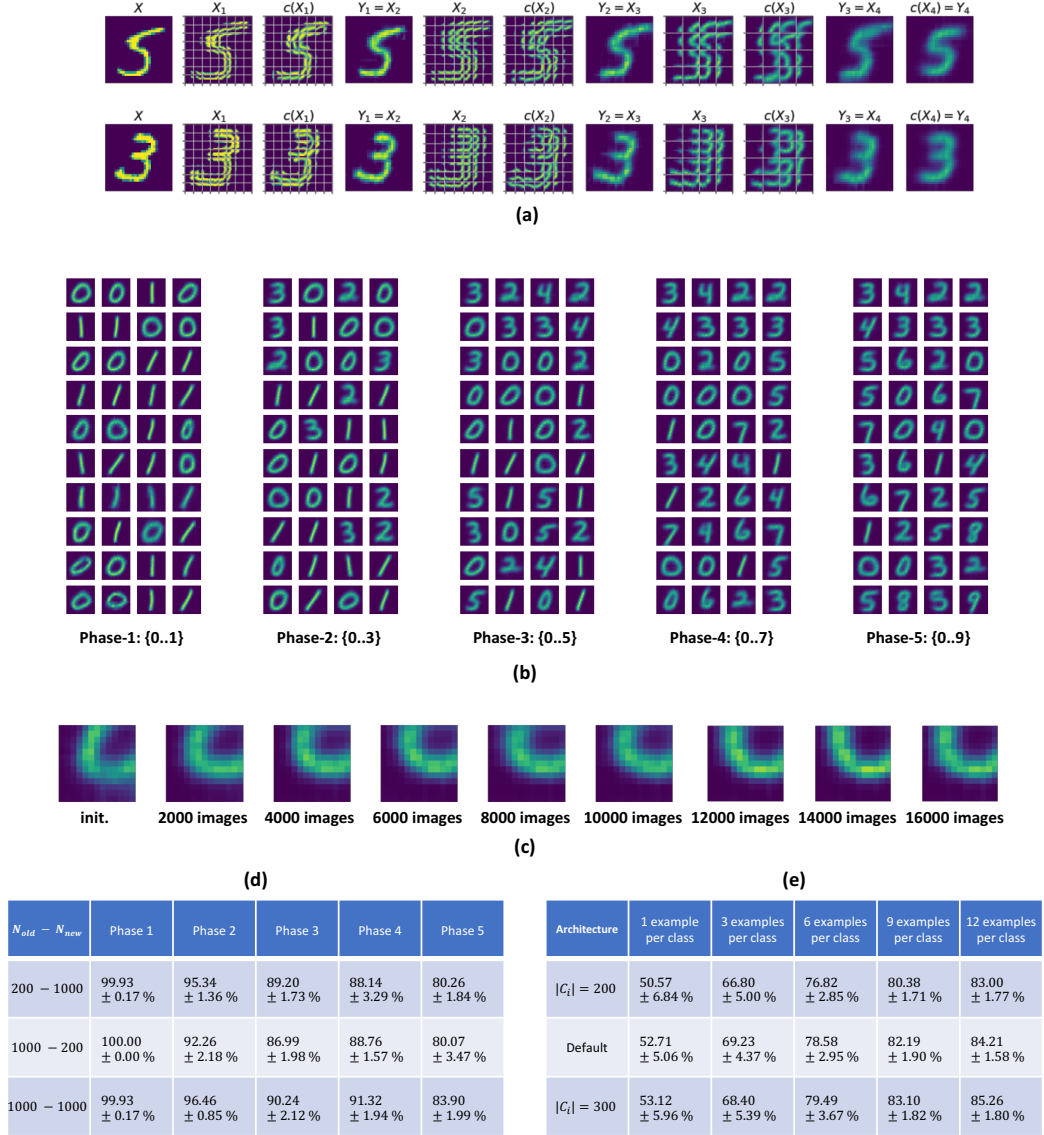 X X₁ c(X₁) Y₁ = X₂ X₂ c(X₂) Y₂ = X₃ X₃ c(X₃) Y₃ = X₄ c(X₄) = Y₄
X X₁ c(X₁) Y₁ = X₂ X₂ c(X₂) Y₂ = X₃ X₃ c(X₃) Y₃ = X₄ c(X₄) = Y₄
(a)
Phase-1: {0..1} Phase-2: {0..3} Phase-3: {0..5} Phase-4: {0..7} Phase-5: {0..9}
(b)
init. 2000 images 4000 images 6000 images 8000 images 10000 images 12000 images 14000 images 16000 images
(c)
(d)
N_old − N_new Phase 1 Phase 2 Phase 3 Phase 4 Phase 5
200 − 1000 99.93 ± 0.17 % 95.34 ± 1.36 % 89.20 ± 1.73 % 88.14 ± 3.29 % 80.26 ± 1.84 %
1000 − 200 100.00 ± 0.00 % 92.26 ± 2.18 % 86.99 ± 1.98 % 88.76 ± 1.57 % 80.07 ± 3.47 %
1000 − 1000 99.93 ± 0.17 % 96.46 ± 0.85 % 90.24 ± 2.12 % 91.32 ± 1.94 % 83.90 ± 1.99 %
(e)
Architecture 1 example per class 3 examples per class 6 examples per class 9 examples per class 12 examples per class
|C_i| = 200 50.57 ± 6.84 % 66.80 ± 5.00 % 76.82 ± 2.85 % 80.38 ± 1.71 % 83.00 ± 1.77 %
Default 52.71 ± 5.06 % 69.23 ± 4.37 % 78.58 ± 2.95 % 82.19 ± 1.90 % 84.21 ± 1.58 %
|C_i| = 300 53.12 ± 5.96 % 68.40 ± 5.39 % 79.49 ± 3.67 % 83.10 ± 1.82 % 85.26 ± 1.80 %